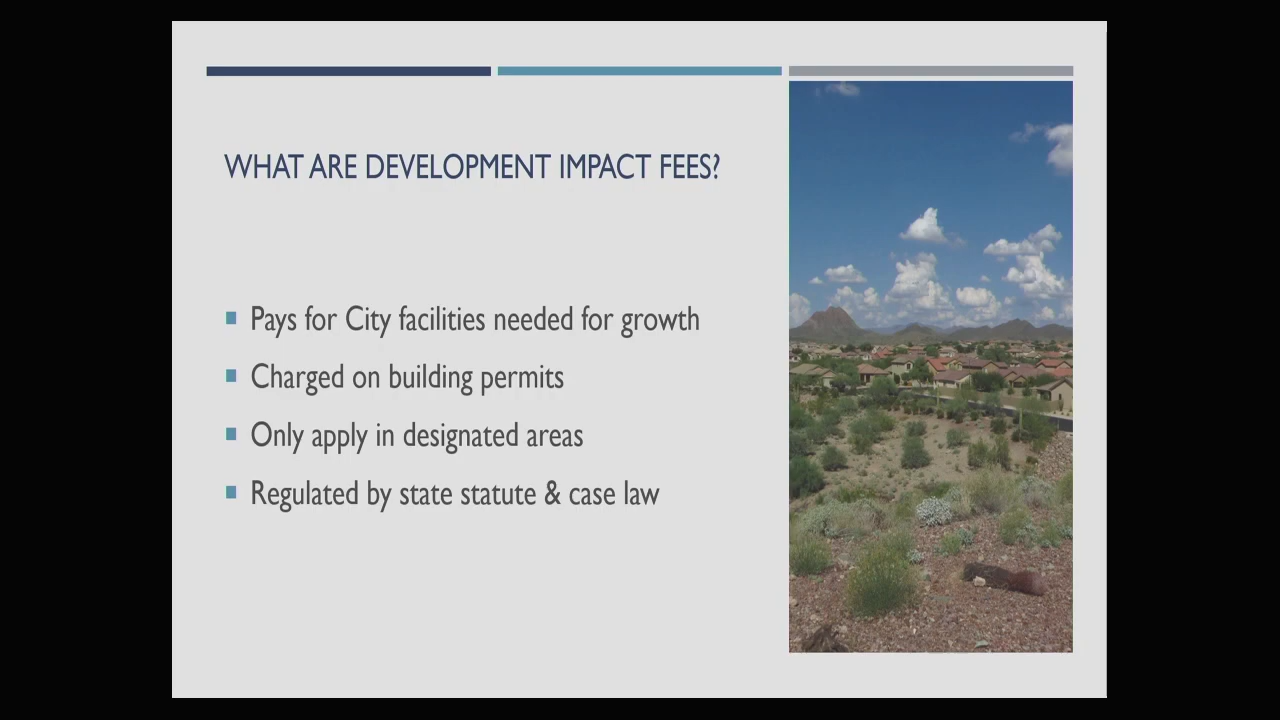 WHAT ARE DEVELOPMENT IMPACT FEES?
Pays for City facilities needed for growth
Charged on building permits
Only apply in designated areas
Regulated by state statute & case law